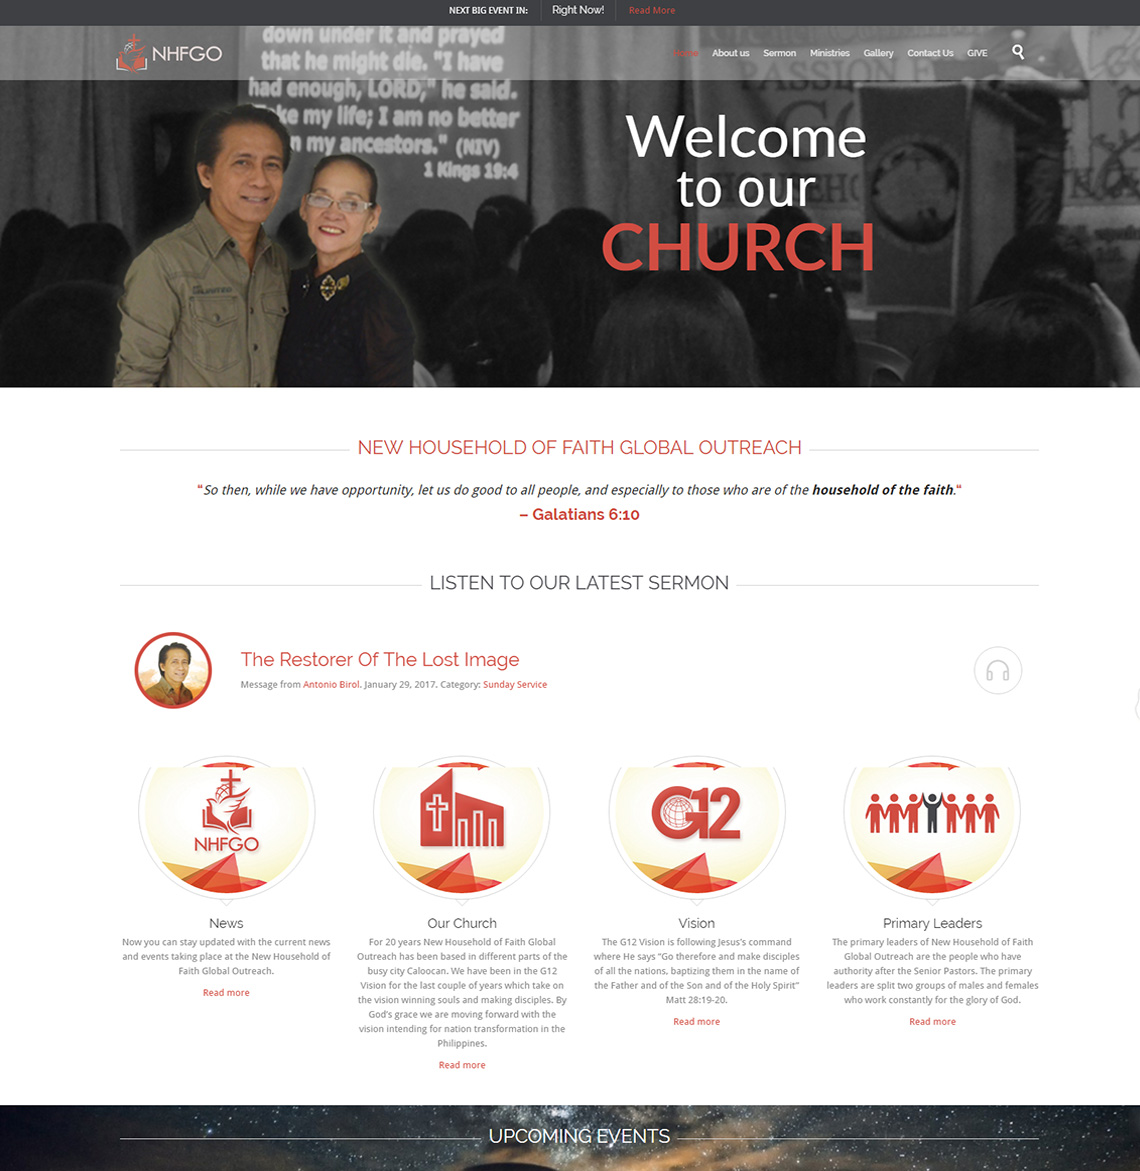 NEXT BIG EVENT IN: Right Now! Read More
NHFGO Home About us Sermon Ministries Gallery Contact Us GIVE
down under it and prayed
that he might die. "I have
had enough, LORD," he said.
my life; I am no better
my ancestors." (NIV)
1 Kings 19:4
PASSION
Welcome
to our
CHURCH
NEW HOUSEHOLD OF FAITH GLOBAL OUTREACH
“So then, while we have opportunity, let us do good to all people, and especially to those who are of the household of the faith.“
– Galatians 6:10
LISTEN TO OUR LATEST SERMON
The Restorer Of The Lost Image
Message from Antonio Birol. January 29, 2017. Category: Sunday Service
NHFGO
G12
News
Now you can stay updated with the current news
and events taking place at the New Household of
Faith Global Outreach.
Read more
Our Church
For 20 years New Household of Faith Global
Outreach has been based in different parts of the
busy city Caloocan. We have been in the G12
Vision for the last couple of years which take on
the vision winning souls and making disciples. By
God’s grace we are moving forward with the
vision intending for nation transformation in the
Philippines.
Read more
Vision
The G12 Vision is following Jesus’s command
where He says “Go therefore and make disciples
of all the nations, baptizing them in the name of
the Father and of the Son and of the Holy Spirit”
Matt 28:19-20.
Read more
Primary Leaders
The primary leaders of New Household of Faith
Global Outreach are the people who have
authority after the Senior Pastors. The primary
leaders are split two groups of males and females
who work constantly for the glory of God.
Read more
UPCOMING EVENTS